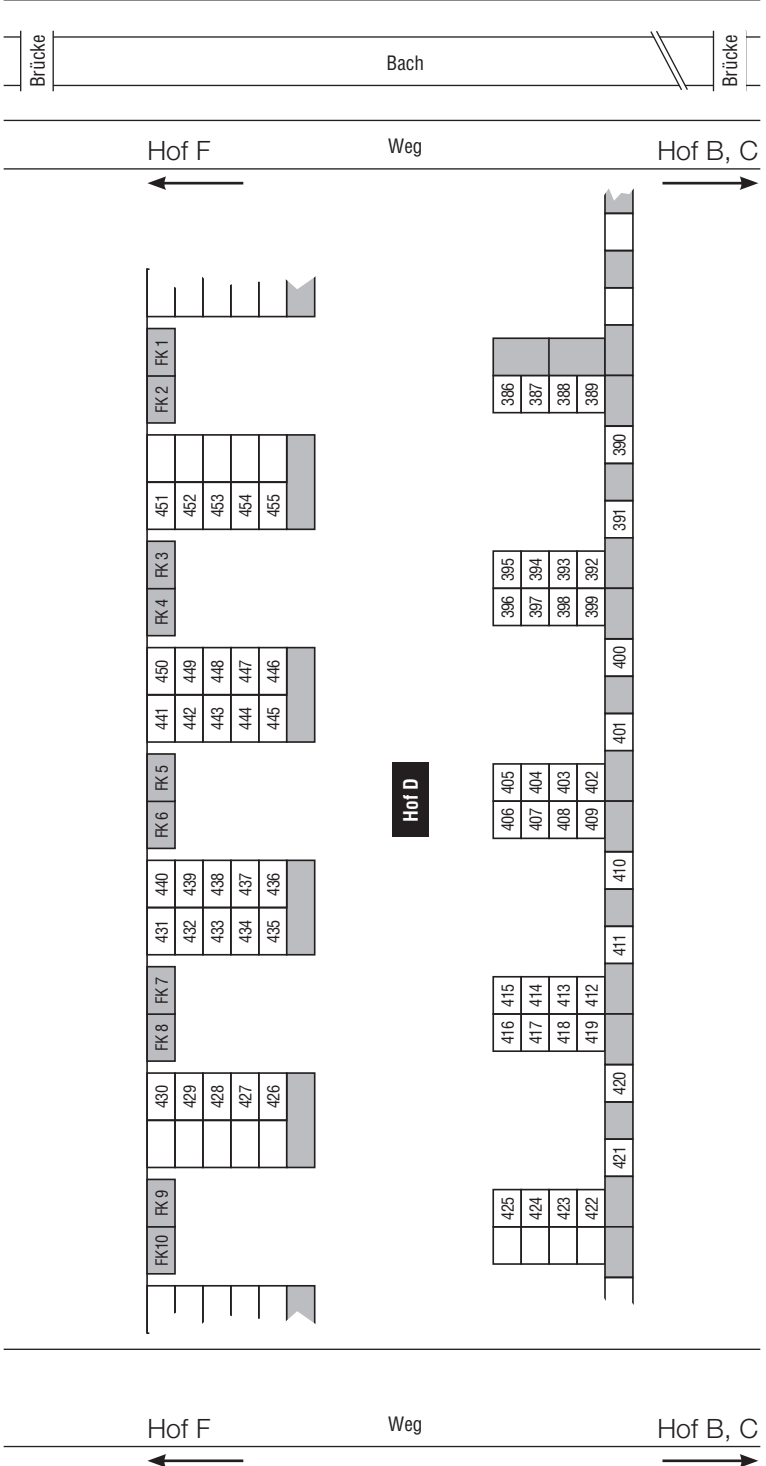 Brücke
Bach
Brücke
Hof F
Weg
Hof B, C
FK 1
FK 2
386 387 388 389
390
451 452 453 454 455
391
FK 3
395 394 393 392
FK 4
396 397 398 399
450 449 448 447 446
400
441 442 443 444 445
401
FK 5
405 404 403 402
Hof D
FK 6
406 407 408 409
440 439 438 437 436
410
431 432 433 434 435
411
FK 7
415 414 413 412
FK 8
416 417 418 419
430 429 428 427 426
420
421
FK 9
425 424 423 422
FK10
Hof F
Weg
Hof B, C